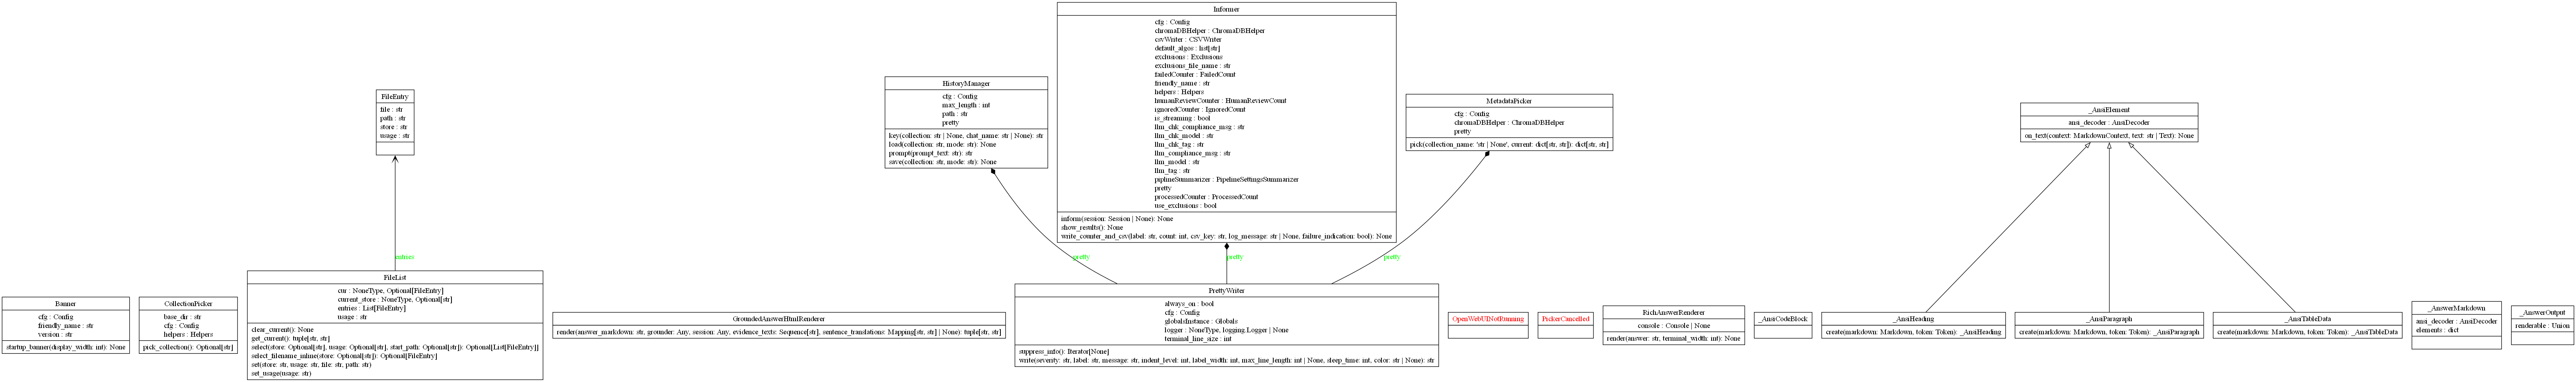 Informer
cfg : Config
chromaDBHelper : ChromaDBHelper
csvWriter : CSVWriter
default_algos : list[str]
exclusions : Exclusions
exclusions_file_name : str
failedCounter : FailedCount
friendly_name : str
helpers : Helpers
humanReviewCounter : HumanReviewCount
ignoredCounter : IgnoredCount
is_streaming : bool
llm_chk_compliance_msg : str
llm_chk_model : str
llm_chk_tag : str
llm_compliance_msg : str
llm_model : str
llm_tag : str
piplineSummarizer : PipelineSettingsSummarizer
pretty
processedCounter : ProcessedCount
use_exclusions : bool
inform(session: Session | None): None
show_results(): None
write_counter_and_csv(label: str, count: int, csv_key: str, log_message: str | None, failure_indication: bool): None
FileEntry
file : str
path : str
store : str
usage : str
HistoryManager
cfg : Config
max_length : int
path : str
pretty
key(collection: str | None, chat_name: str | None): str
load(collection: str, mode: str): None
prompt(prompt_text: str): str
save(collection: str, mode: str): None
MetadataPicker
cfg : Config
chromaDBHelper : ChromaDBHelper
pretty
pick(collection_name: 'str | None', current: dict[str, str]): dict[str, str]
_AnsiElement
ansi_decoder : AnsiDecoder
on_text(context: MarkdownContext, text: str | Text): None
entries
pretty
pretty
pretty
Banner
cfg : Config
friendly_name : str
version : str
startup_banner(display_width: int): None
CollectionPicker
base_dir : str
cfg : Config
helpers : Helpers
pick_collection(): Optional[str]
FileList
cur : NoneType, Optional[FileEntry]
current_store : NoneType, Optional[str]
entries : List[FileEntry]
usage : str
clear_current(): None
get_current(): tuple[str, str]
select(store: Optional[str], usage: Optional[str], start_path: Optional[str]): Optional[List[FileEntry]]
select_filename_inline(store: Optional[str]): Optional[FileEntry]
set(store: str, usage: str, file: str, path: str)
set_usage(usage: str)
GroundedAnswerHtmlRenderer
render(answer_markdown: str, grounder: Any, session: Any, evidence_texts: Sequence[str], sentence_translations: Mapping[str, str] | None): tuple[str, str]
PrettyWriter
always_on : bool
cfg : Config
globalsInstance : Globals
logger : NoneType, logging.Logger | None
terminal_line_size : int
suppress_info(): Iterator[None]
write(severity: str, label: str, message: str, indent_level: int, label_width: int, max_line_length: int | None, sleep_time: int, color: str | None): str
OpenWebUINotRunning
PickerCancelled
RichAnswerRenderer
console : Console | None
render(answer: str, terminal_width: int): None
_AnsiCodeBlock
_AnsiHeading
create(markdown: Markdown, token: Token): _AnsiHeading
_AnsiParagraph
create(markdown: Markdown, token: Token): _AnsiParagraph
_AnsiTableData
create(markdown: Markdown, token: Token): _AnsiTableData
_AnswerMarkdown
ansi_decoder : AnsiDecoder
elements : dict
_AnswerOutput
renderable : Union